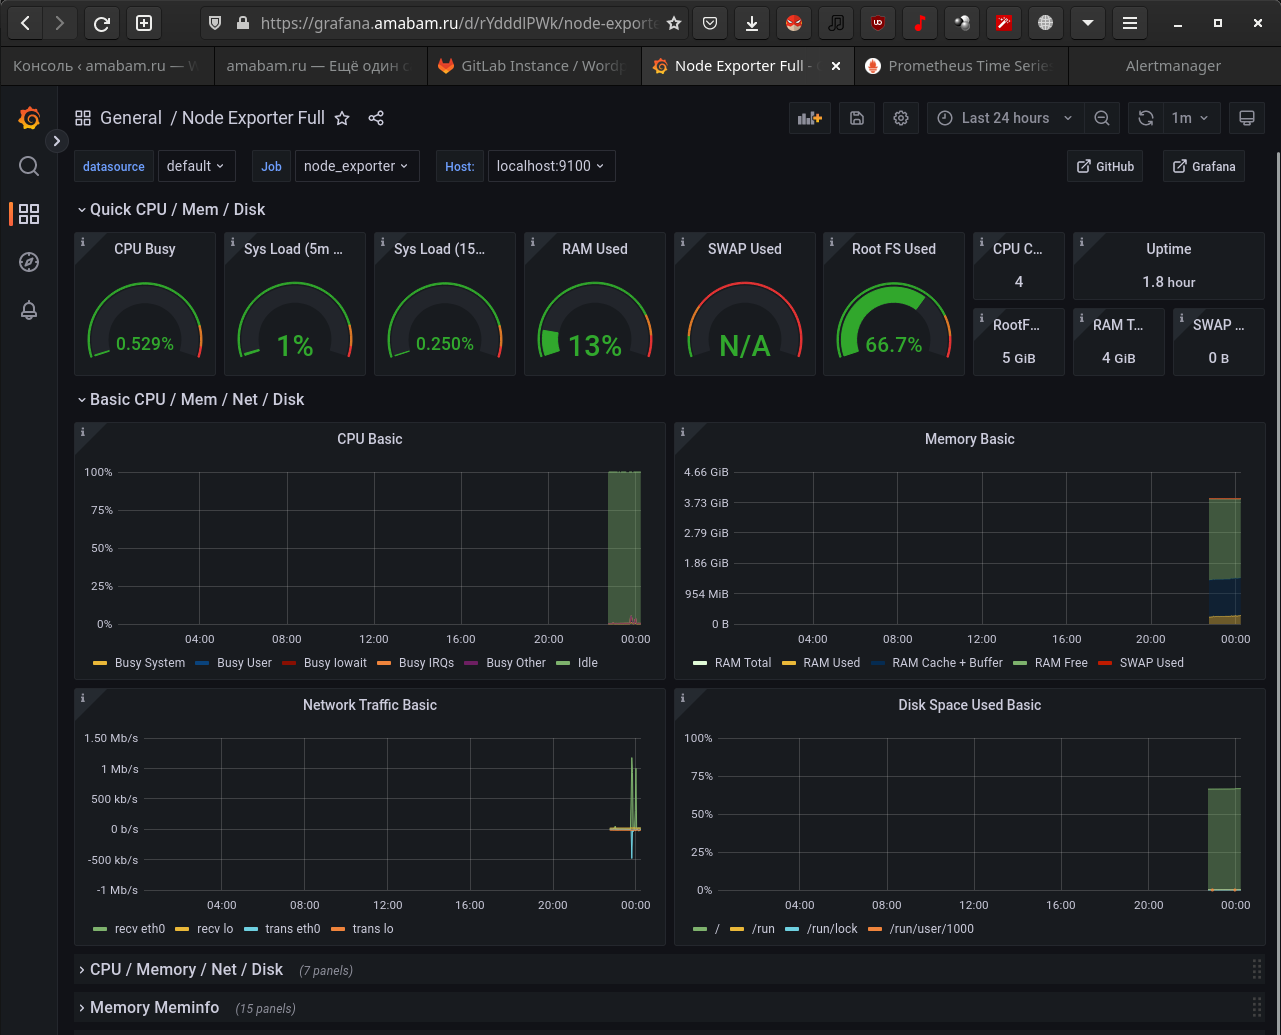 https://grafana.amabam.ru/d/rYdddlPWk/node-exporte
Консоль ‹ amabam.ru — W
amabam.ru — Ещё один с
GitLab Instance / Wordp
Node Exporter Full -
Prometheus Time Series
Alertmanager
General / Node Exporter Full
Last 24 hours
1m
datasource default
Job node_exporter
Host: localhost:9100
GitHub
Grafana
Quick CPU / Mem / Disk
CPU Busy
0.529%
Sys Load (5m ...
1%
Sys Load (15...
0.250%
RAM Used
13%
SWAP Used
N/A
Root FS Used
66.7%
CPU C...
4
Uptime
1.8 hour
RootF...
5 GiB
RAM T...
4 GiB
SWAP ...
0 B
Basic CPU / Mem / Net / Disk
CPU Basic
100%
75%
50%
25%
0%
04:00 08:00 12:00 16:00 20:00 00:00
Busy System Busy User Busy Iowait Busy IRQs Busy Other Idle
Memory Basic
4.66 GiB
3.73 GiB
2.79 GiB
1.86 GiB
954 MiB
0 B
04:00 08:00 12:00 16:00 20:00 00:00
RAM Total RAM Used RAM Cache + Buffer RAM Free SWAP Used
Network Traffic Basic
1.50 Mb/s
1 Mb/s
500 kb/s
0 b/s
-500 kb/s
-1 Mb/s
04:00 08:00 12:00 16:00 20:00 00:00
recv eth0 recv lo trans eth0 trans lo
Disk Space Used Basic
100%
75%
50%
25%
0%
04:00 08:00 12:00 16:00 20:00 00:00
/ /run /run/lock /run/user/1000
CPU / Memory / Net / Disk (7 panels)
Memory Meminfo (15 panels)